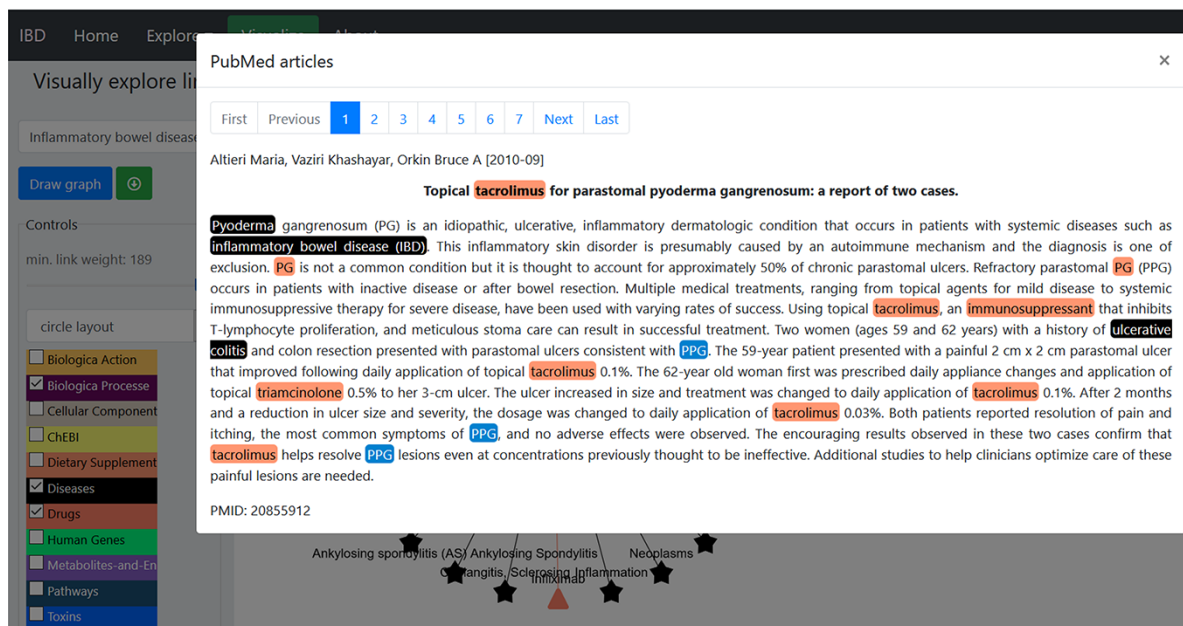 IBD Home Explore Visualize About
Visually explore li
Inflammatory bowel disease
Draw graph
Controls
min. link weight: 189
circle layout
Biologica Action
Biologica Processe
Cellular Component
ChEBI
Dietary Supplement
Diseases
Drugs
Human Genes
Metabolites-and-En
Pathways
Toxins
PubMed articles ×
First Previous 1 2 3 4 5 6 7 Next Last
Altieri Maria, Vaziri Khashayar, Orkin Bruce A [2010-09]
Topical tacrolimus for parastomal pyoderma gangrenosum: a report of two cases.
Pyoderma gangrenosum (PG) is an idiopathic, ulcerative, inflammatory dermatologic condition that occurs in patients with systemic diseases such as
inflammatory bowel disease (IBD). This inflammatory skin disorder is presumably caused by an autoimmune mechanism and the diagnosis is one of
exclusion. PG is not a common condition but it is thought to account for approximately 50% of chronic parastomal ulcers. Refractory parastomal PG (PPG)
occurs in patients with inactive disease or after bowel resection. Multiple medical treatments, ranging from topical agents for mild disease to systemic
immunosuppressive therapy for severe disease, have been used with varying rates of success. Using topical tacrolimus, an immunosuppressant that inhibits
T-lymphocyte proliferation, and meticulous stoma care can result in successful treatment. Two women (ages 59 and 62 years) with a history of ulcerative
colitis and colon resection presented with parastomal ulcers consistent with PPG. The 59-year patient presented with a painful 2 cm x 2 cm parastomal ulcer
that improved following daily application of topical tacrolimus 0.1%. The 62-year old woman first was prescribed daily appliance changes and application of
topical triamcinolone 0.5% to her 3-cm ulcer. The ulcer increased in size and treatment was changed to daily application of tacrolimus 0.1%. After 2 months
and a reduction in ulcer size and severity, the dosage was changed to daily application of tacrolimus 0.03%. Both patients reported resolution of pain and
itching, the most common symptoms of PPG, and no adverse effects were observed. The encouraging results observed in these two cases confirm that
tacrolimus helps resolve PPG lesions even at concentrations previously thought to be ineffective. Additional studies to help clinicians optimize care of these
painful lesions are needed.
PMID: 20855912
Ankylosing spondylitis (AS) Ankylosing Spondylitis Neoplasms
Cholangitis, Sclerosing Inflammation
Infliximab